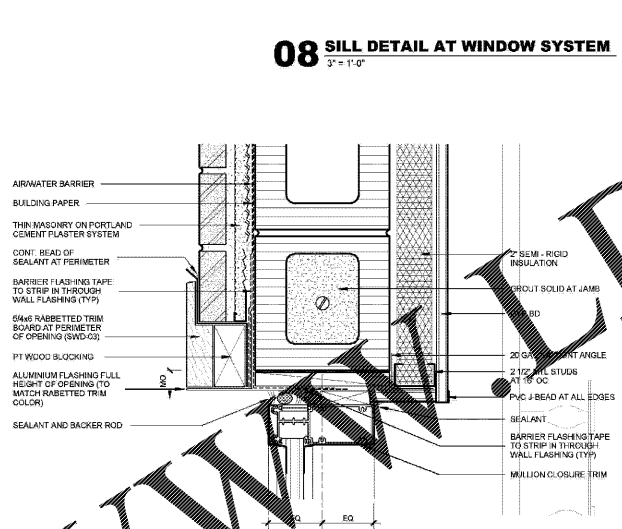 08 SILL DETAIL AT WINDOW SYSTEM
3" = 1'-0"
AIR/WATER BARRIER
BUILDING PAPER
THIN MASONRY ON PORTLAND
CEMENT PLASTER SYSTEM
CONT. BEAD OF
SEALANT AT PERIMETER
BARRIER FLASHING TAPE
TO STRIP IN THROUGH
WALL FLASHING (TYP)
5/4x6 RABBETTED TRIM
BOARD AT PERIMETER
OF OPENING (SWD-03)
PT WOOD BLOCKING
ALUMINIUM FLASHING FULL
HEIGHT OF OPENING (TO
MATCH RABETTED TRIM
COLOR)
SEALANT AND BACKER ROD
MO
2" SEMI - RIGID
INSULATION
GROUT SOLID AT JAMB
BD
20 GA ANGLE
2 1/2" MTL STUDS
AT 16" OC
PVC J-BEAD AT ALL EDGES
SEALANT
BARRIER FLASHING TAPE
TO STRIP IN THROUGH
WALL FLASHING (TYP)
MULLION CLOSURE TRIM
EQ EQ